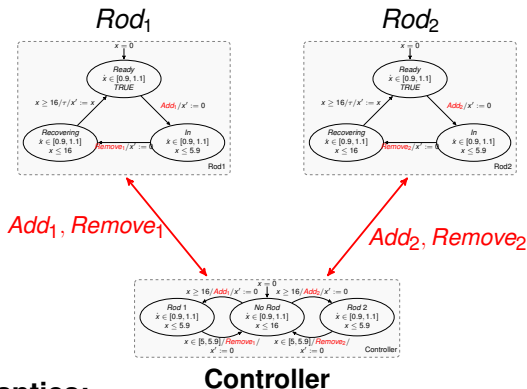 Rod₁
x = 0
Ready
ẋ ∈ [0.9, 1.1]
TRUE
x ≥ 16/τ/x' := x
Add₁/x' := 0
Recovering
ẋ ∈ [0.9, 1.1]
x ≤ 16
Remove₁/x' := 0
In
ẋ ∈ [0.9, 1.1]
x ≤ 5.9
Rod1
Rod₂
x = 0
Ready
ẋ ∈ [0.9, 1.1]
TRUE
x ≥ 16/τ/x' := x
Add₂/x' := 0
Recovering
ẋ ∈ [0.9, 1.1]
x ≤ 16
Remove₂/x' := 0
In
ẋ ∈ [0.9, 1.1]
x ≤ 5.9
Rod2
Add₁, Remove₁
Add₂, Remove₂
x = 0
x ≥ 16/Add₁/x' := 0
x ≥ 16/Add₂/x' := 0
Rod 1
ẋ ∈ [0.9, 1.1]
x ≤ 5.9
No Rod
ẋ ∈ [0.9, 1.1]
x ≤ 16
Rod 2
ẋ ∈ [0.9, 1.1]
x ≤ 5.9
x ∈ [5, 5.9]/Remove₁/
x' := 0
x ∈ [5, 5.9]/Remove₂/
x' := 0
Controller
Controller